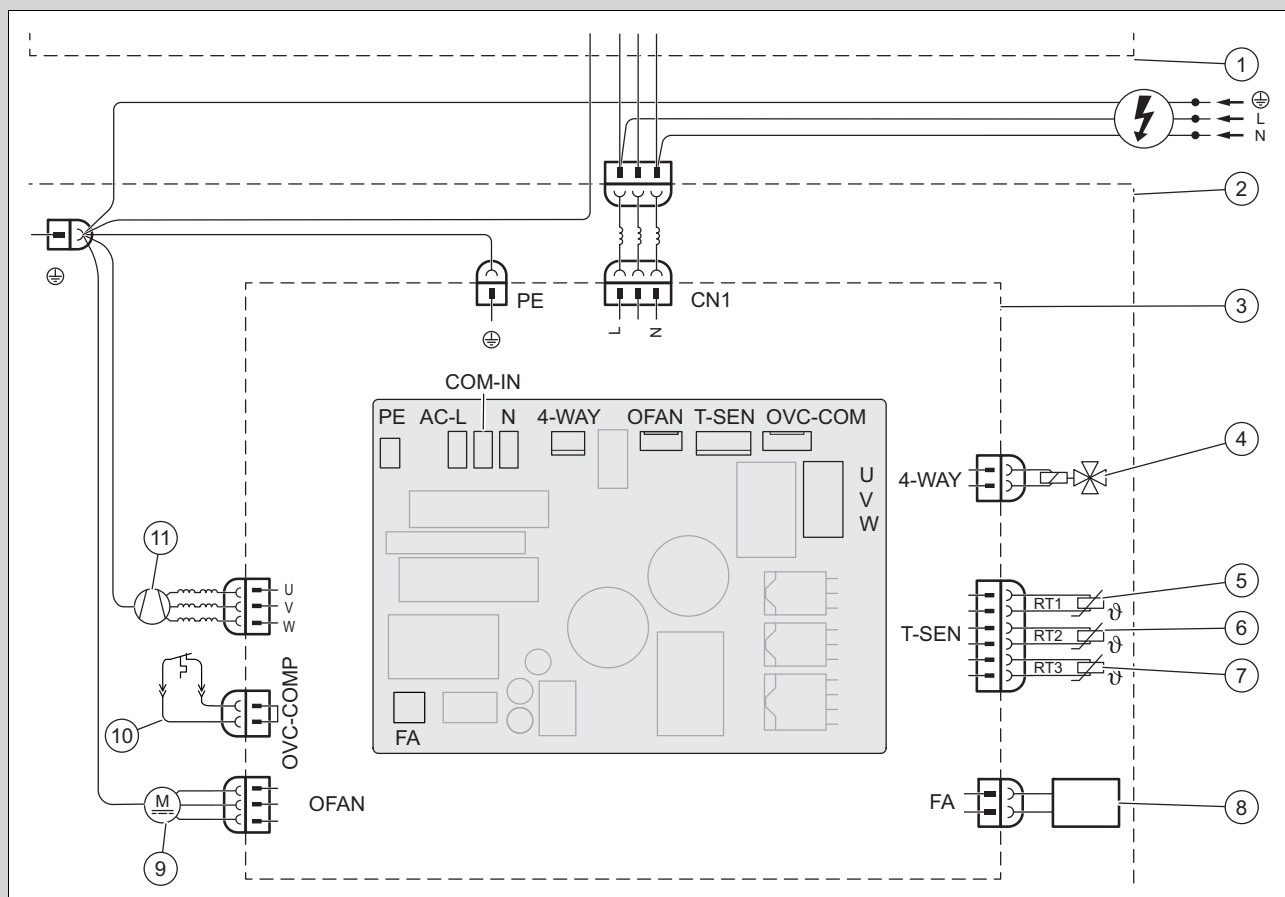 1
L
N
2
PE
CN1
3
L
N
COM-IN
PE AC-L N 4-WAY OFAN T-SEN OVC-COM
U
V
W
4-WAY
4
11
U
V
W
RT1
5
T-SEN
RT2
6
RT3
7
ϑ
ϑ
ϑ
OVC-COMP
10
FA
M
OFAN
9
FA
8